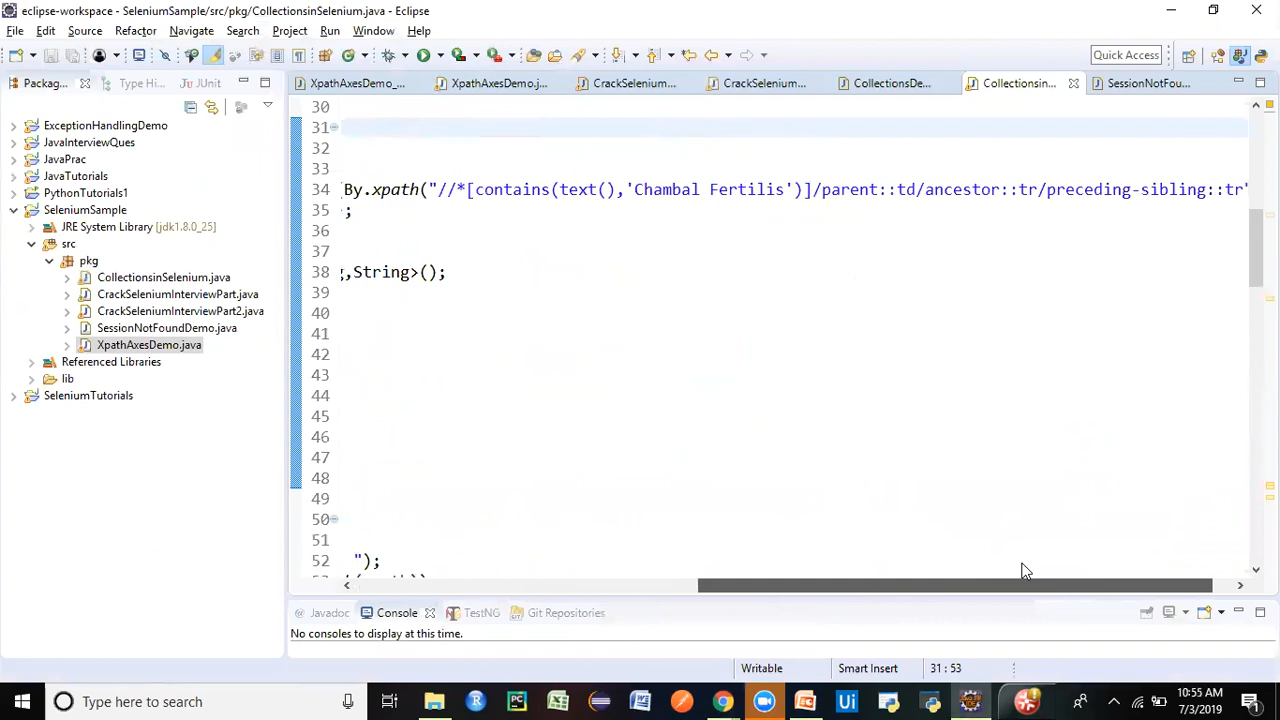 eclipse-workspace - SeleniumSample/src/pkg/CollectionsinSelenium.java - Eclipse
File Edit Source Refactor Navigate Search Project Run Window Help
Quick Access
Packag... Type Hi... JUnit
XpathAxesDemo_... XpathAxesDemo.j... CrackSelenium... CrackSelenium... CollectionsDe... Collectionsin... SessionNotFou...
ExceptionHandlingDemo
JavaInterviewQues
JavaPrac
JavaTutorials
PythonTutorials1
SeleniumSample
JRE System Library [jdk1.8.0_25]
src
pkg
CollectionsinSelenium.java
CrackSeleniumInterviewPart.java
CrackSeleniumInterviewPart2.java
SessionNotFoundDemo.java
XpathAxesDemo.java
Referenced Libraries
lib
SeleniumTutorials
30
31
32
33
34 By.xpath("//*[contains(text(),'Chambal Fertilis')]/parent::td/ancestor::tr/preceding-sibling::tr"
35 ;
36
37
38 g,String>();
39
40
41
42
43
44
45
46
47
48
49
50
51
52 ");
Javadoc Console TestNG Git Repositories
No consoles to display at this time.
Writable Smart Insert 31 : 53
Type here to search
10:55 AM
7/3/2019